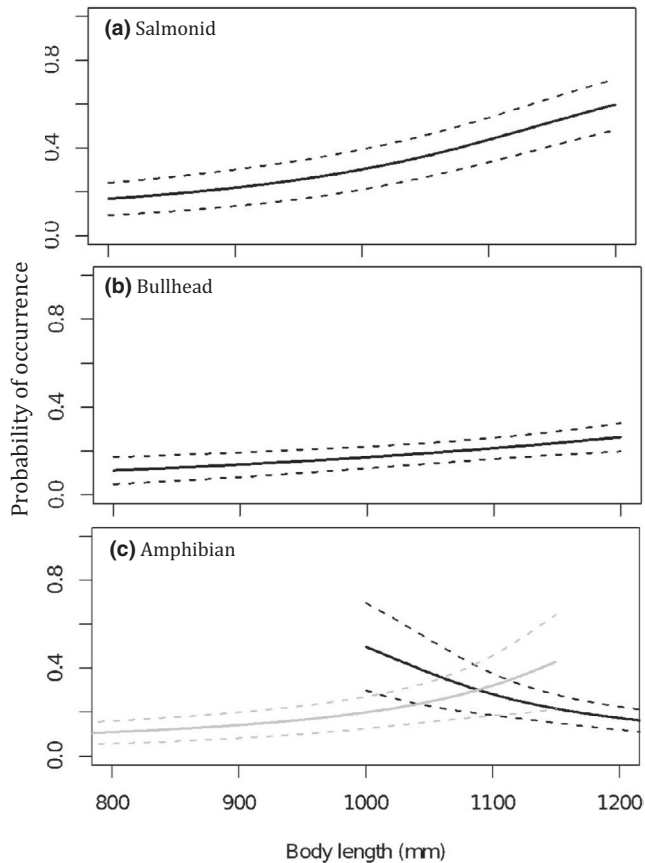 (a) Salmonid
0.8
0.4
0.0
(b) Bullhead
0.8
0.4
0.0
Probability of occurrence
(c) Amphibian
0.8
0.4
0.0
800 900 1000 1100 1200
Body length (mm)